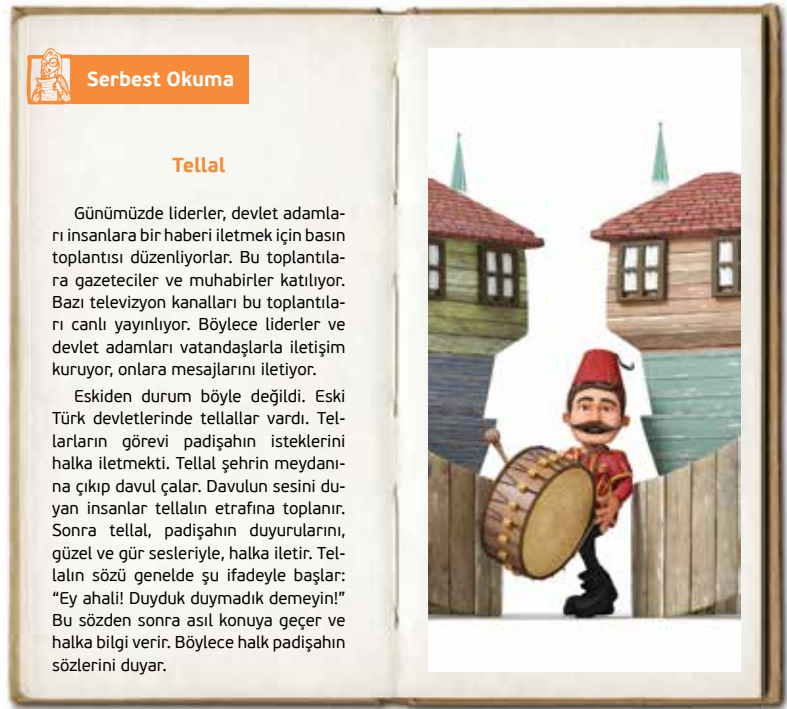 Serbest Okuma
Tellal
Günümüzde liderler, devlet adamla-
rı insanlara bir haberi iletmek için basın
toplantısı düzenliyorlar. Bu toplantıla-
ra gazeteciler ve muhabirler katılıyor.
Bazı televizyon kanalları bu toplantıla-
rı canlı yayınlıyor. Böylece liderler ve
devlet adamları vatandaşlarla iletişim
kuruyor, onlara mesajlarını iletiyor.
Eskiden durum böyle değildi. Eski
Türk devletlerinde tellallar vardı. Tel-
larların görevi padişahın isteklerini
halka iletmekti. Tellal şehrin meydanı-
na çıkıp davul çalar. Davulun sesini du-
yan insanlar tellalın etrafına toplanır.
Sonra tellal, padişahın duyurularını,
güzel ve gür sesleriyle, halka iletir. Tel-
lalın sözü genelde şu ifadeyle başlar:
“Ey ahali! Duyduk duymadık demeyin!”
Bu sözden sonra asıl konuya geçer ve
halka bilgi verir. Böylece halk padişahın
sözlerini duyar.